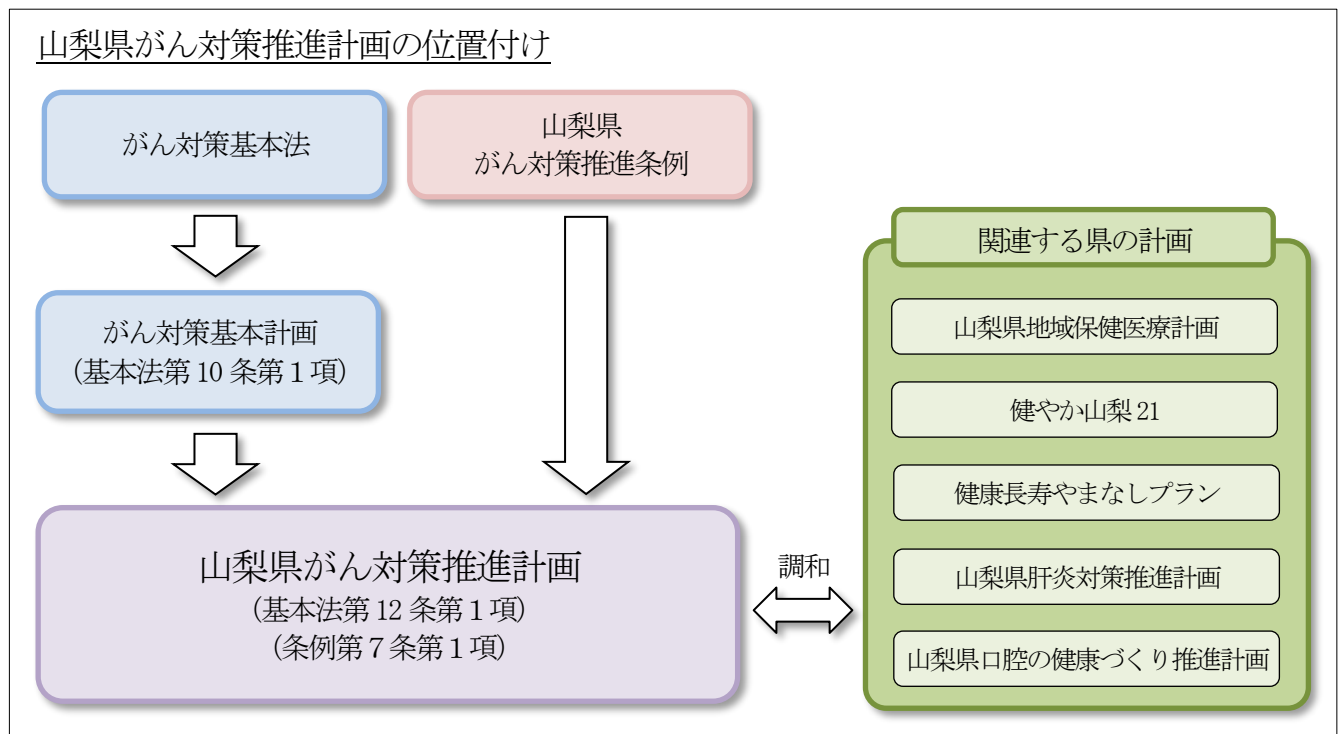 山梨県がん対策推進計画の位置付け
がん対策基本法
山梨県
がん対策推進条例
がん対策基本計画
(基本法第10条第１項)
山梨県がん対策推進計画
(基本法第12条第１項)
(条例第７条第１項)
調和
関連する県の計画
山梨県地域保健医療計画
健やか山梨21
健康長寿やまなしプラン
山梨県肝炎対策推進計画
山梨県口腔の健康づくり推進計画